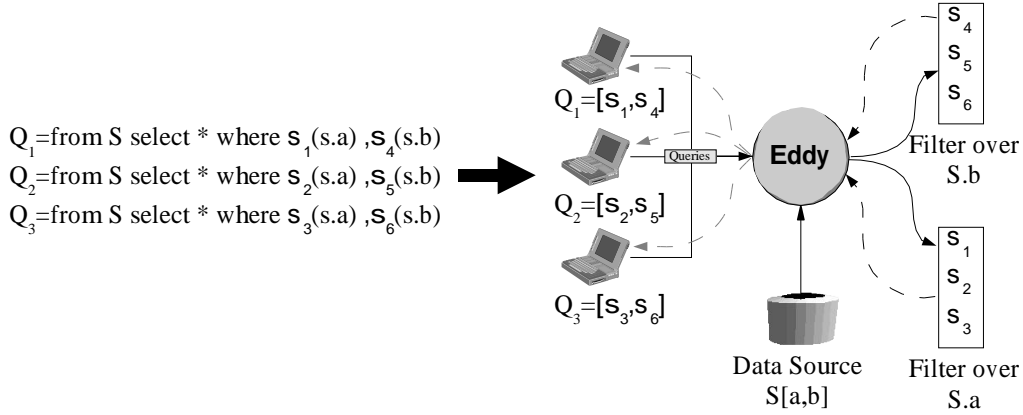 Q1=from S select * where s1(s.a) ,s4(s.b)
Q2=from S select * where s2(s.a) ,s5(s.b)
Q3=from S select * where s3(s.a) ,s6(s.b)
Q1=[s1,s4]
Q2=[s2,s5]
Q3=[s3,s6]
Queries
Eddy
Data Source
S[a,b]
s4
s5
s6
Filter over
S.b
s1
s2
s3
Filter over
S.a